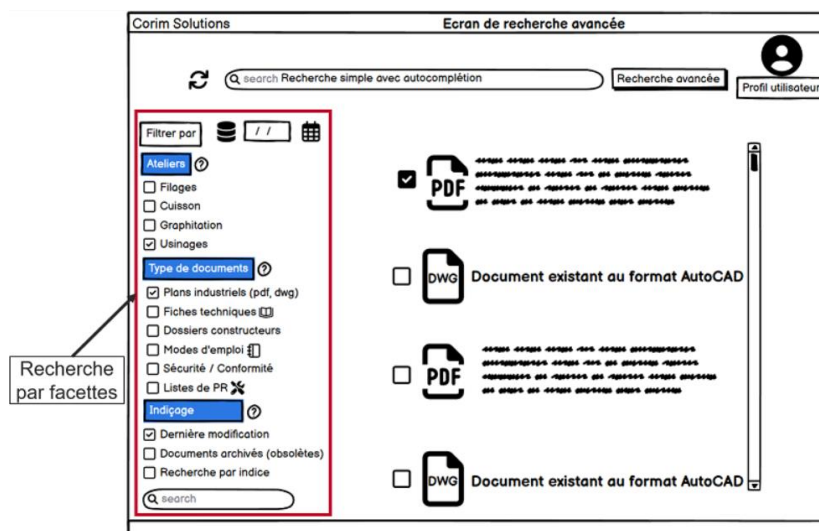 Corim Solutions
Ecran de recherche avancée
search Recherche simple avec autocomplétion
Recherche avancée
Profil utilisateur
Filtrer par
/ /
Ateliers
Filages
Cuisson
Graphitation
Usinages
Type de documents
Plans industriels (pdf, dwg)
Fiches techniques
Dossiers constructeurs
Modes d'emploi
Sécurité / Conformité
Listes de PR
Indiçage
Dernière modification
Documents archivés (obsolètes)
Recherche par indice
search
Recherche
par facettes
PDF
DWG Document existant au format AutoCAD
PDF
DWG Document existant au format AutoCAD